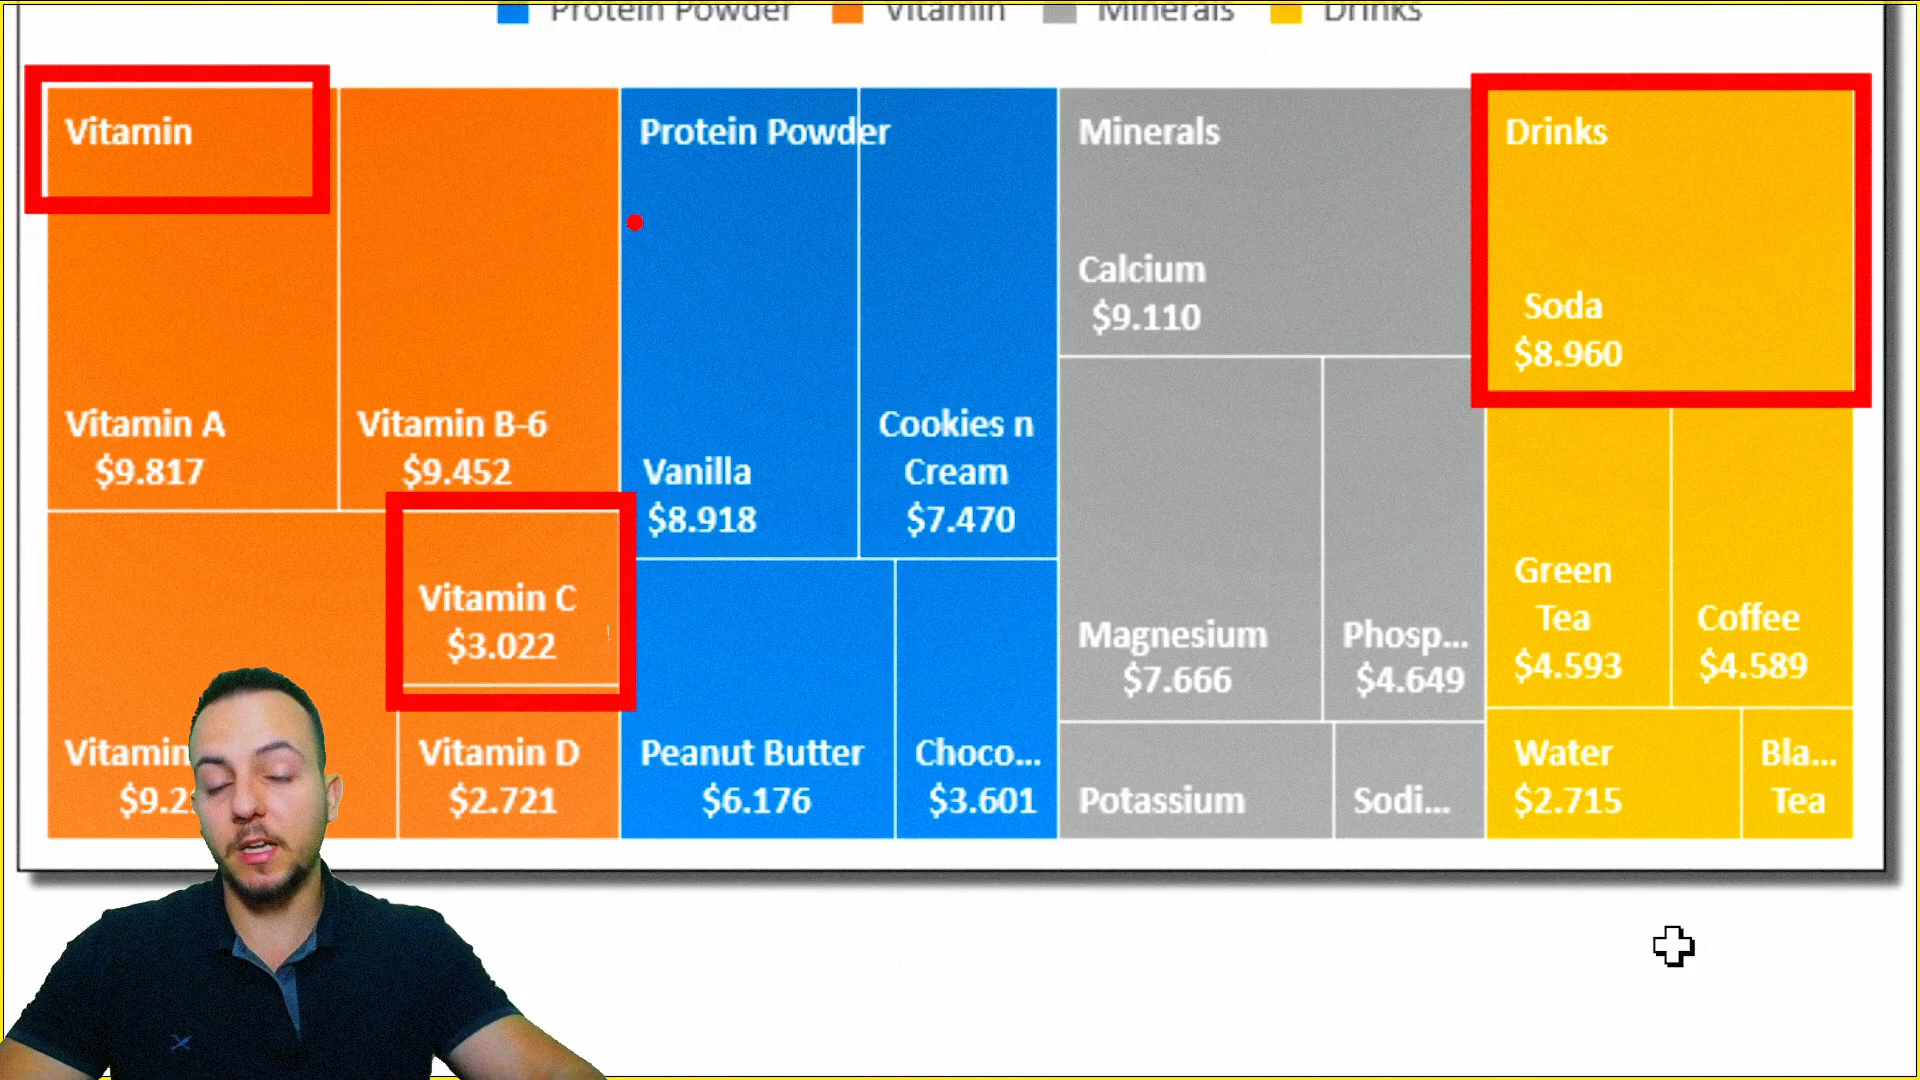 Protein Powder Vitamin Minerals Drinks
Vitamin
Vitamin A
$9.817
Vitamin B-6
$9.452
Vitamin
Vitamin C
$3.022
Vitamin D
$2.721
Protein Powder
Vanilla
$8.918
Cookies n
Cream
$7.470
Peanut Butter
$6.176
Choco...
$3.601
Minerals
Calcium
$9.110
Magnesium
$7.666
Phosp...
$4.649
Potassium
Sodi...
Drinks
Soda
$8.960
Green
Tea
$4.593
Coffee
$4.589
Water
$2.715
Bla...
Tea